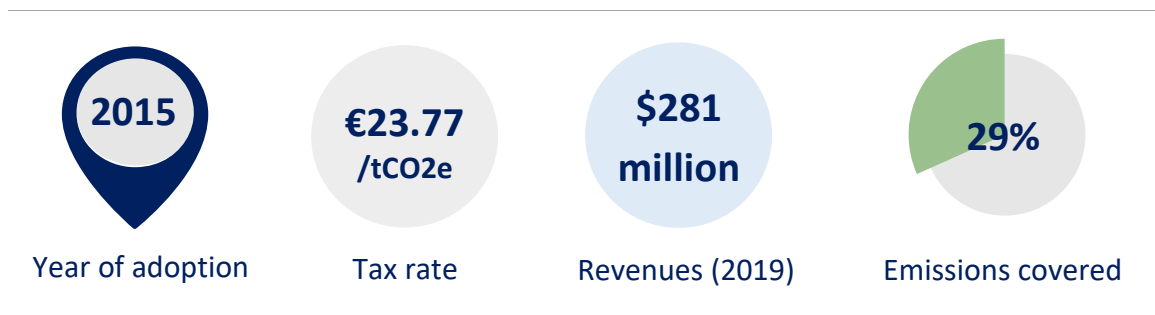 2015
€23.77
/tCO2e
$281
million
29%
Year of adoption
Tax rate
Revenues (2019)
Emissions covered